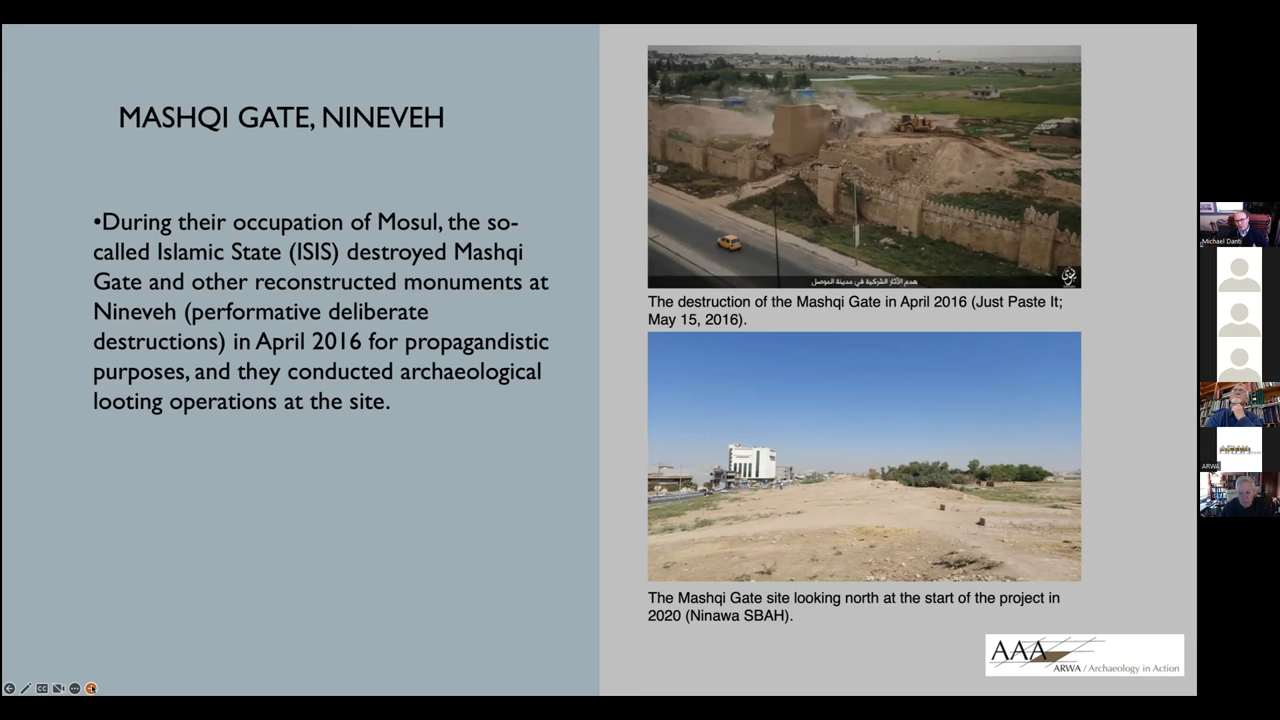 MASHQI GATE, NINEVEH
•During their occupation of Mosul, the so-
called Islamic State (ISIS) destroyed Mashqi
Gate and other reconstructed monuments at
Nineveh (performative deliberate
destructions) in April 2016 for propagandistic
purposes, and they conducted archaeological
looting operations at the site.
هدم الآثار الشركية في مدينة الموصل
The destruction of the Mashqi Gate in April 2016 (Just Paste It;
May 15, 2016).
The Mashqi Gate site looking north at the start of the project in
2020 (Ninawa SBAH).
AAA
ARWA / Archaeology in Action
Michael Danti
ARWA